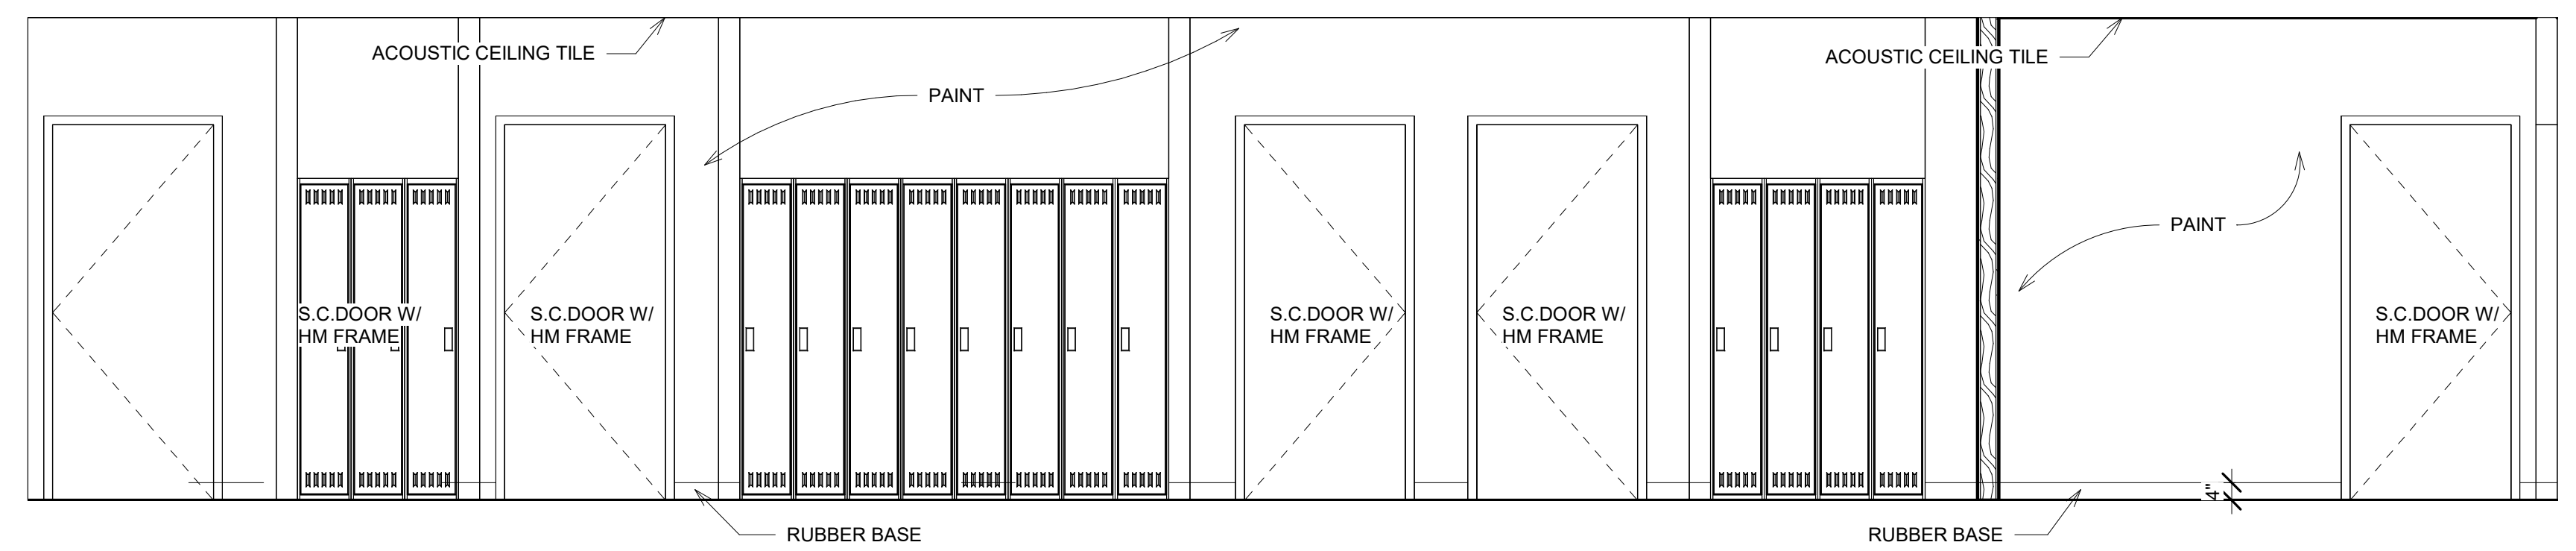 ACOUSTIC CEILING TILE
ACOUSTIC CEILING TILE
PAINT
PAINT
S.C.DOOR W/
HM FRAME
S.C.DOOR W/
HM FRAME
S.C.DOOR W/
HM FRAME
S.C.DOOR W/
HM FRAME
S.C.DOOR W/
HM FRAME
4"
RUBBER BASE
RUBBER BASE